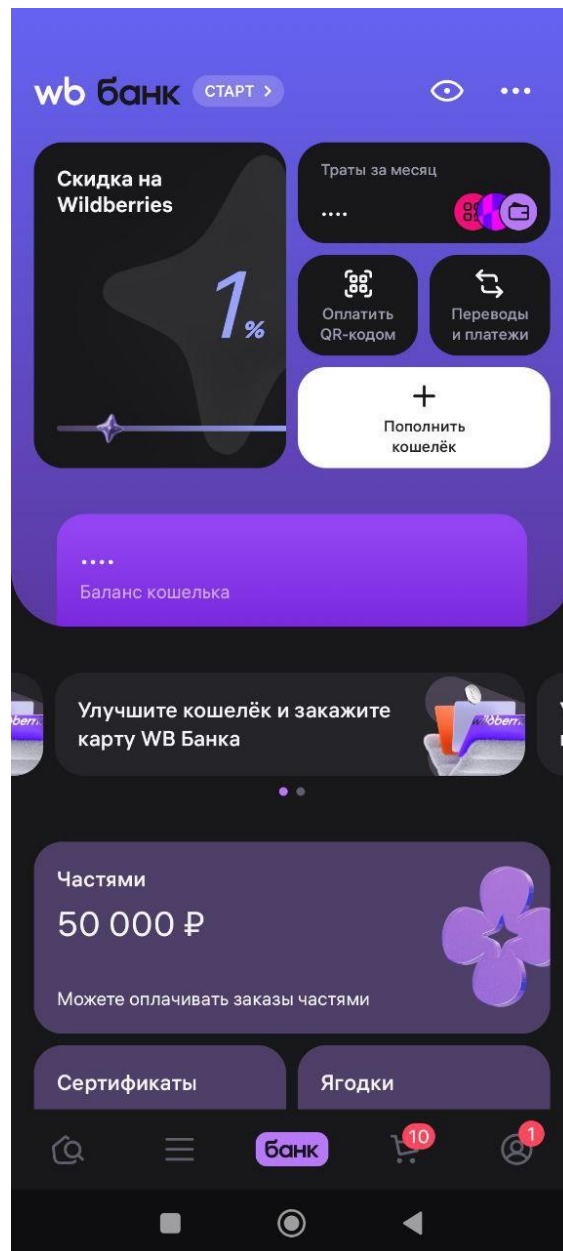 wb банк СТАРТ >
Скидка на
Wildberries
1%
Траты за месяц
....
Оплатить
QR-кодом
Переводы
и платежи
Пополнить
кошелёк
....
Баланс кошелька
Улучшите кошелёк и закажите
карту WB Банка
Частями
50 000 ₽
Можете оплачивать заказы частями
Сертификаты
Ягодки
банк
10
1